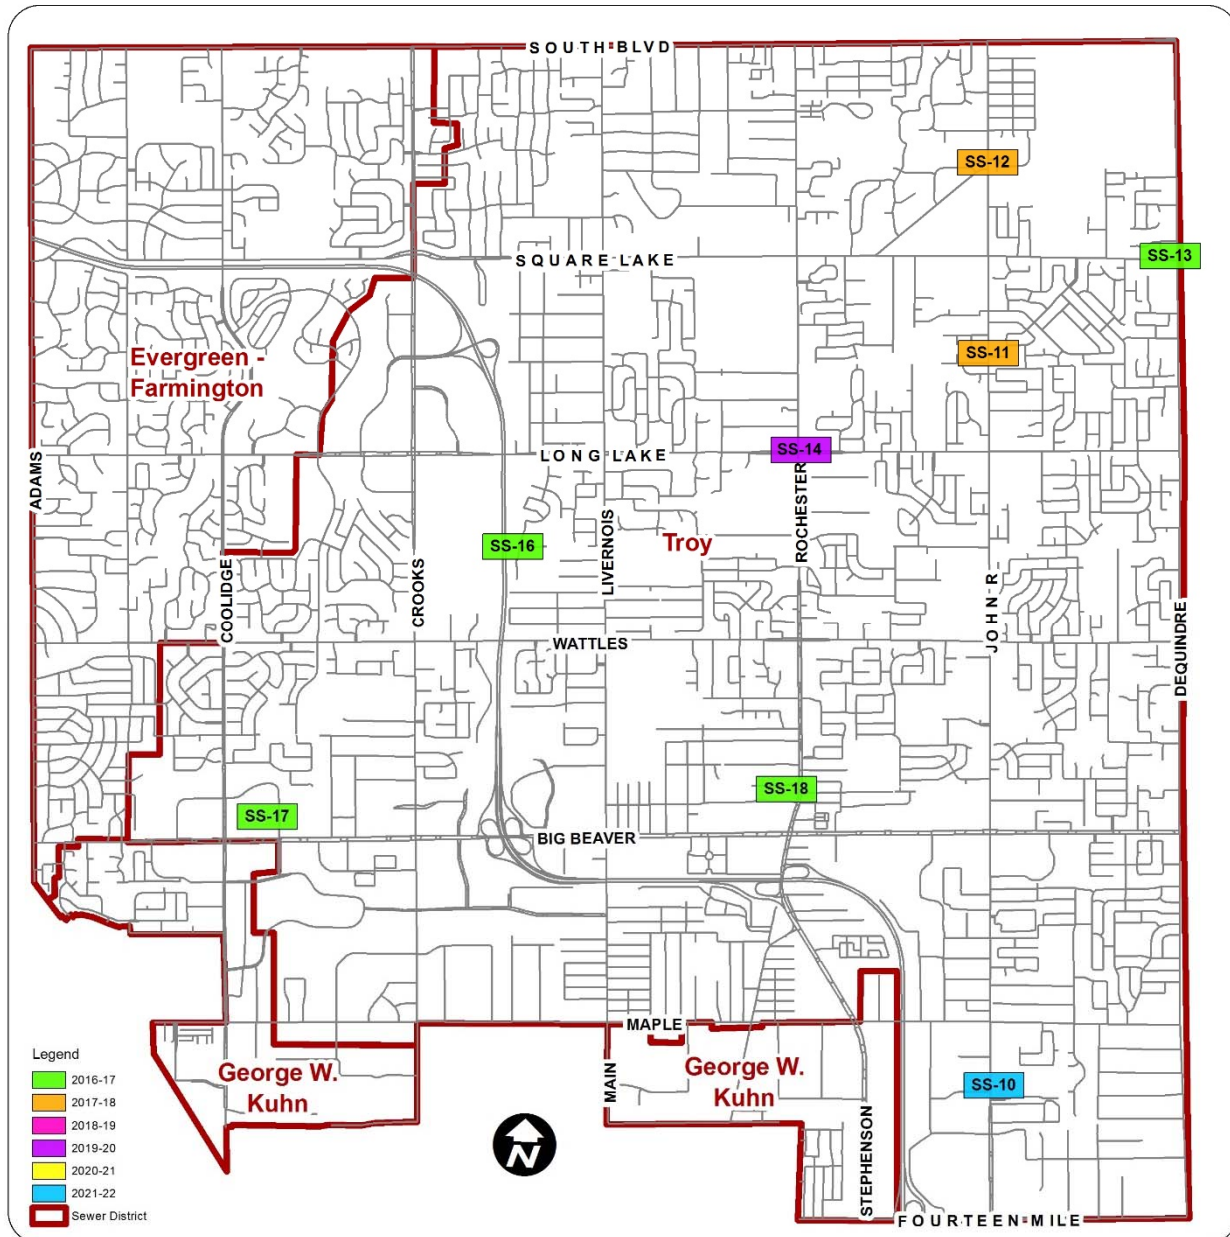 SOUTH BLVD
SS-12
SQUARE LAKE
SS-13
Evergreen -
Farmington
SS-11
ADAMS
LONG LAKE
SS-14
ROCHESTER
LIVERNOIS
Troy
SS-16
COOLIDGE
CROOKS
JOHN R
DEQUINDRE
WATTLES
SS-17
SS-18
BIG BEAVER
MAPLE
George W.
Kuhn
MAIN
George W.
Kuhn
SS-10
STEPHENSON
FOURTEEN MILE
N
Legend
2016-17
2017-18
2018-19
2019-20
2020-21
2021-22
Sewer District